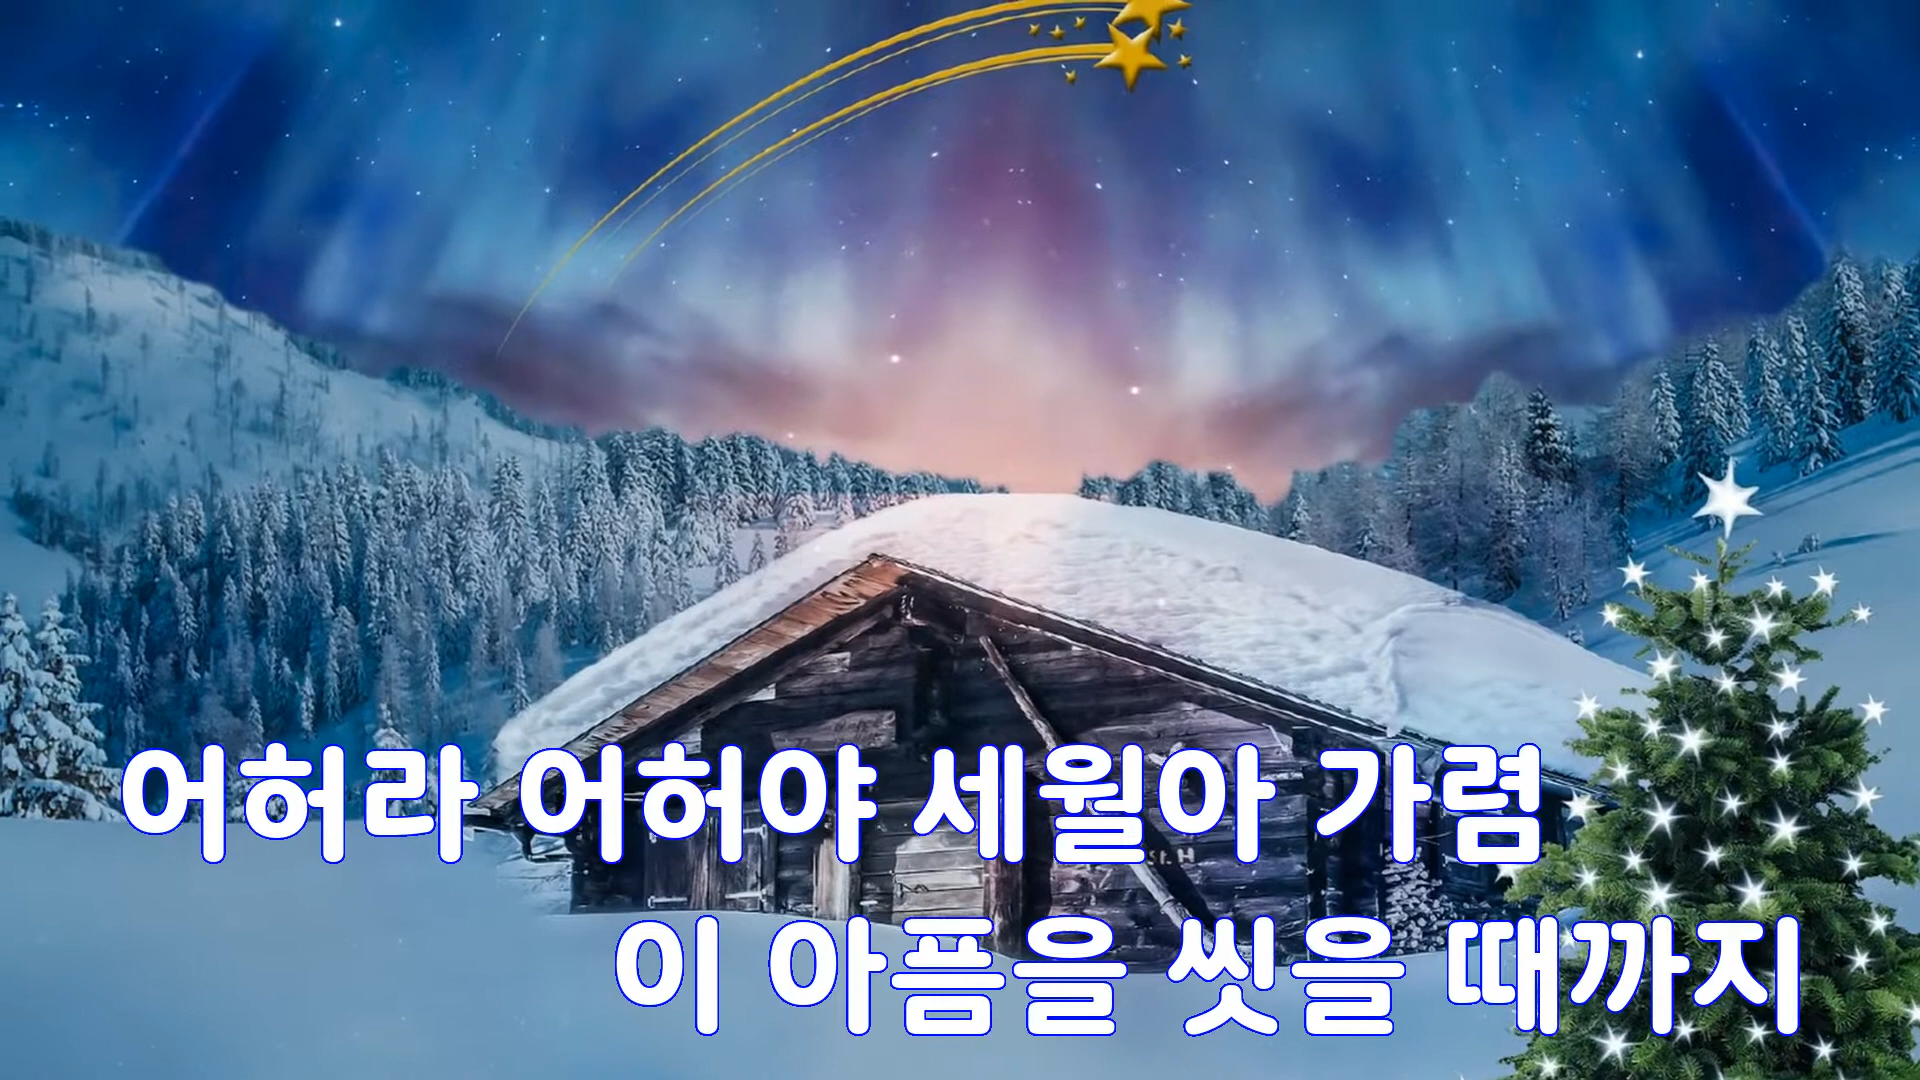 어허라 어허야 세월아 가렴
이 아픔을 씻을 때까지